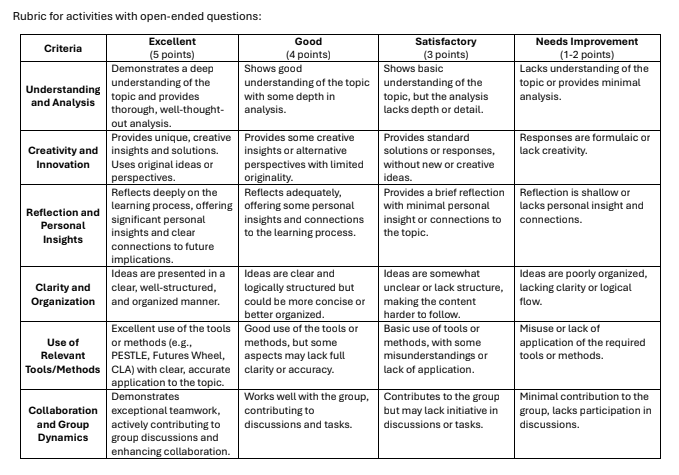 Rubric for activities with open-ended questions:
Criteria
Excellent
(5 points)
Good
(4 points)
Satisfactory
(3 points)
Needs Improvement
(1-2 points)
Understanding
and Analysis
Demonstrates a deep
understanding of the
topic and provides
thorough, well-thought-
out analysis.
Shows good
understanding of the topic
with some depth in
analysis.
Shows basic
understanding of the
topic, but the analysis
lacks depth or detail.
Lacks understanding of the
topic or provides minimal
analysis.
Creativity and
Innovation
Provides unique, creative
insights and solutions.
Uses original ideas or
perspectives.
Provides some creative
insights or alternative
perspectives with limited
originality.
Provides standard
solutions or responses,
without new or creative
ideas.
Responses are formulaic or
lack creativity.
Reflection and
Personal
Insights
Reflects deeply on the
learning process, offering
significant personal
insights and clear
connections to future
implications.
Reflects adequately,
offering some personal
insights and connections
to the learning process.
Provides a brief reflection
with minimal personal
insight or connections to
the topic.
Reflection is shallow or
lacks personal insight and
connections.
Clarity and
Organization
Ideas are presented in a
clear, well-structured,
and organized manner.
Ideas are clear and
logically structured but
could be more concise or
better organized.
Ideas are somewhat
unclear or lack structure,
making the content
harder to follow.
Ideas are poorly organized,
lacking clarity or logical
flow.
Use of
Relevant
Tools/Methods
Excellent use of the tools
or methods (e.g.,
PESTLE, Futures Wheel,
CLA) with clear, accurate
application to the topic.
Good use of the tools or
methods, but some
aspects may lack full
clarity or accuracy.
Basic use of tools or
methods, with some
misunderstandings or
lack of application.
Misuse or lack of
application of the required
tools or methods.
Collaboration
and Group
Dynamics
Demonstrates
exceptional teamwork,
actively contributing to
group discussions and
enhancing collaboration.
Works well with the group,
contributing to
discussions and tasks.
Contributes to the group
but may lack initiative in
discussions or tasks.
Minimal contribution to the
group, lacks participation in
discussions.